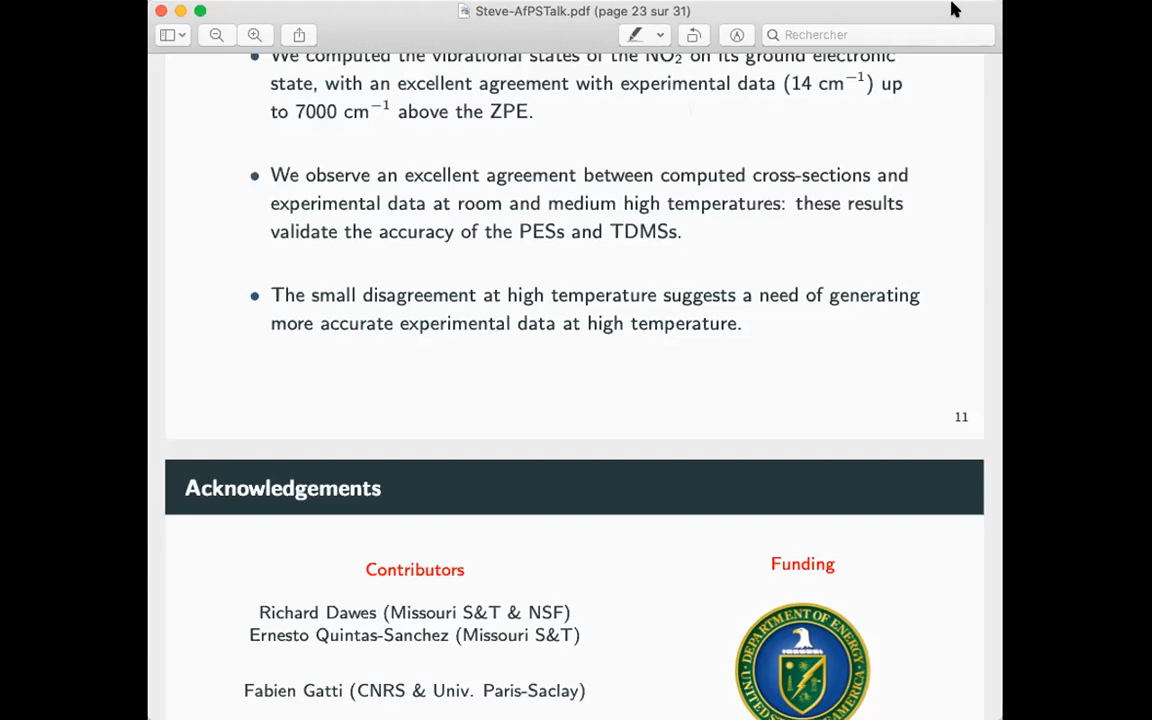 Steve-AfPSTalk.pdf (page 23 sur 31)
Rechercher
We computed the vibrational states of the NO₂ on its ground electronic
state, with an excellent agreement with experimental data (14 cm⁻¹) up
to 7000 cm⁻¹ above the ZPE.
• We observe an excellent agreement between computed cross-sections and
experimental data at room and medium high temperatures: these results
validate the accuracy of the PESs and TDMSs.
• The small disagreement at high temperature suggests a need of generating
more accurate experimental data at high temperature.
11
Acknowledgements
Contributors
Funding
Richard Dawes (Missouri S&T & NSF)
Ernesto Quintas-Sanchez (Missouri S&T)
Fabien Gatti (CNRS & Univ. Paris-Saclay)
DEPARTMENT OF ENERGY